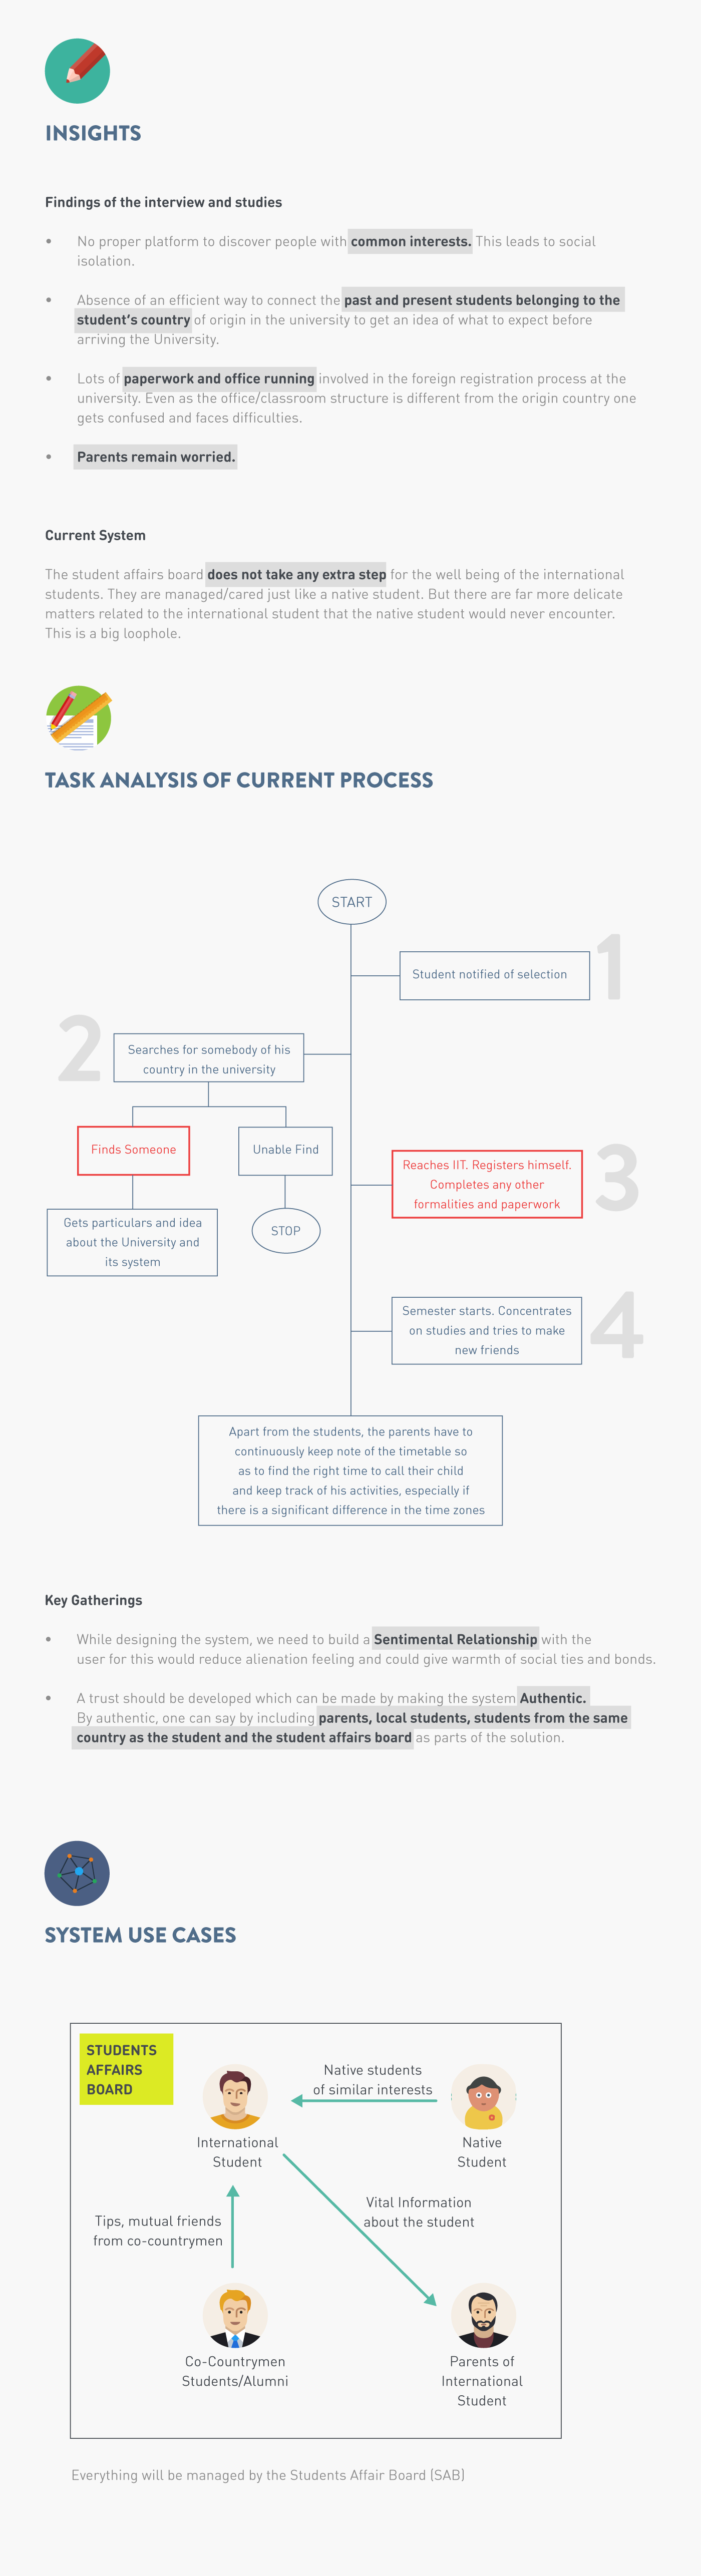 INSIGHTS
Findings of the interview and studies
• No proper platform to discover people with common interests. This leads to social
isolation.
• Absence of an efficient way to connect the past and present students belonging to the
student's country of origin in the university to get an idea of what to expect before
arriving the University.
• Lots of paperwork and office running involved in the foreign registration process at the
university. Even as the office/classroom structure is different from the origin country one
gets confused and faces difficulties.
• Parents remain worried.
Current System
The student affairs board does not take any extra step for the well being of the international
students. They are managed/cared just like a native student. But there are far more delicate
matters related to the international student that the native student would never encounter.
This is a big loophole.
TASK ANALYSIS OF CURRENT PROCESS
START
1
Student notified of selection
2
Searches for somebody of his
country in the university
Finds Someone
Unable Find
Gets particulars and idea
about the University and
its system
STOP
3
Reaches IIT. Registers himself.
Completes any other
formalities and paperwork
4
Semester starts. Concentrates
on studies and tries to make
new friends
Apart from the students, the parents have to
continuously keep note of the timetable so
as to find the right time to call their child
and keep track of his activities, especially if
there is a significant difference in the time zones
Key Gatherings
• While designing the system, we need to build a Sentimental Relationship with the
user for this would reduce alienation feeling and could give warmth of social ties and bonds.
• A trust should be developed which can be made by making the system Authentic.
By authentic, one can say by including parents, local students, students from the same
country as the student and the student affairs board as parts of the solution.
SYSTEM USE CASES
STUDENTS
AFFAIRS
BOARD
Native students
of similar interests
International
Student
Native
Student
Vital Information
about the student
Tips, mutual friends
from co-countrymen
Co-Countrymen
Students/Alumni
Parents of
International
Student
Everything will be managed by the Students Affair Board (SAB)